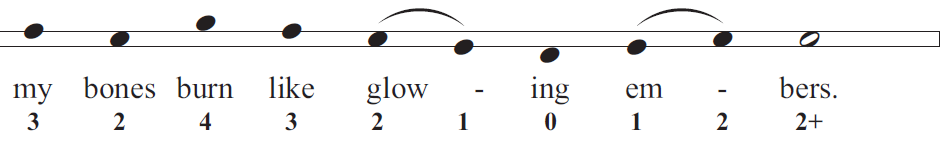 my bones burn like glow - ing em - bers.
3 2 4 3 2 1 0 1 2 2+